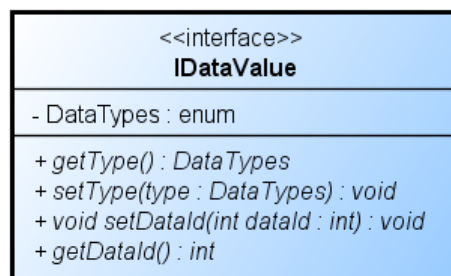 <<interface>>
IDataValue
- DataTypes : enum
+ getType() : DataTypes
+ setType(type : DataTypes) : void
+ void setDataId(int dataId : int) : void
+ getDataId() : int